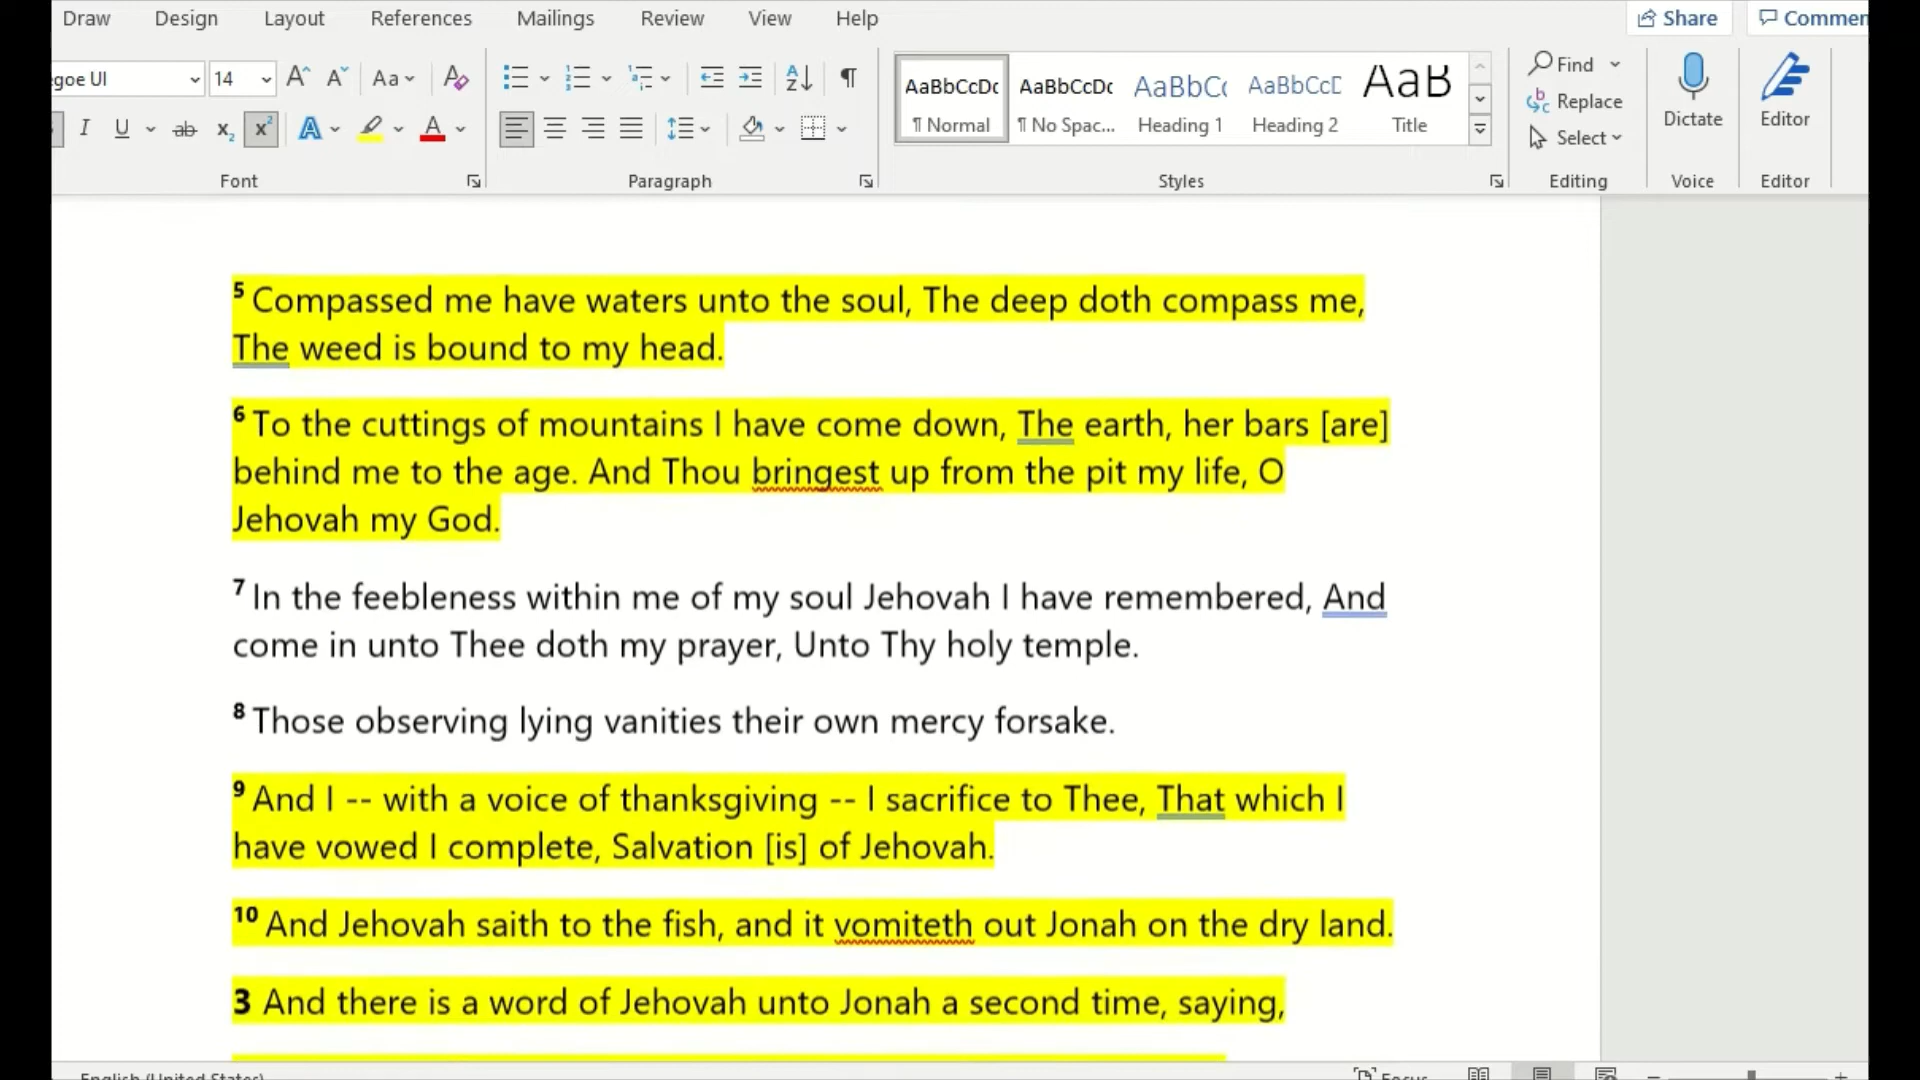 Draw Design Layout References Mailings Review View Help Share Commen
goe UI 14 Aa AaBbCcDc AaBbCcDc AaBbCc AaBbCcD AaB Find
¶ Normal ¶ No Spac... Heading 1 Heading 2 Title Replace Dictate Editor
Select
Font Paragraph Styles Editing Voice Editor
5 Compassed me have waters unto the soul, The deep doth compass me,
The weed is bound to my head.
6 To the cuttings of mountains I have come down, The earth, her bars [are]
behind me to the age. And Thou bringest up from the pit my life, O
Jehovah my God.
7 In the feebleness within me of my soul Jehovah I have remembered, And
come in unto Thee doth my prayer, Unto Thy holy temple.
8 Those observing lying vanities their own mercy forsake.
9 And I -- with a voice of thanksgiving -- I sacrifice to Thee, That which I
have vowed I complete, Salvation [is] of Jehovah.
10 And Jehovah saith to the fish, and it vomiteth out Jonah on the dry land.
3 And there is a word of Jehovah unto Jonah a second time, saying,
English (United States) Focus